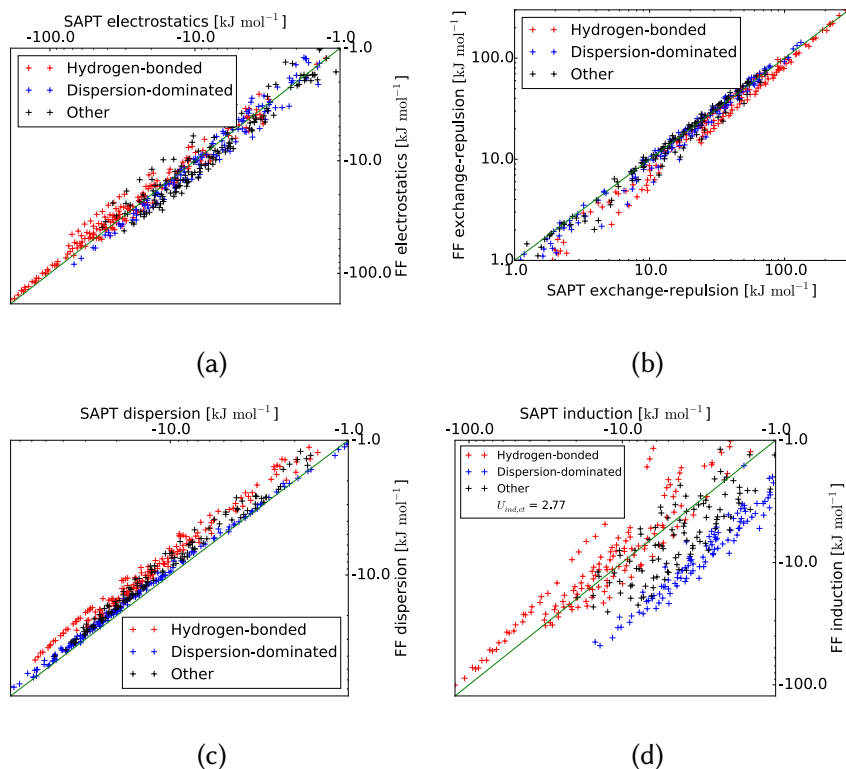 SAPT electrostatics [kJ mol⁻¹]
-100.0 -10.0 -1.0
-1.0
Hydrogen-bonded
Dispersion-dominated
Other
-10.0
-100.0
FF electrostatics [kJ mol⁻¹]
(a)
FF exchange-repulsion [kJ mol⁻¹]
100.0
10.0
1.0
Hydrogen-bonded
Dispersion-dominated
Other
1.0 10.0 100.0
SAPT exchange-repulsion [kJ mol⁻¹]
(b)
SAPT dispersion [kJ mol⁻¹]
-10.0 -1.0
-1.0
-10.0
FF dispersion [kJ mol⁻¹]
Hydrogen-bonded
Dispersion-dominated
Other
(c)
SAPT induction [kJ mol⁻¹]
-100.0 -10.0 -1.0
-1.0
Hydrogen-bonded
Dispersion-dominated
Other
U_{ind,ct} = 2.77
-10.0
-100.0
FF induction [kJ mol⁻¹]
(d)